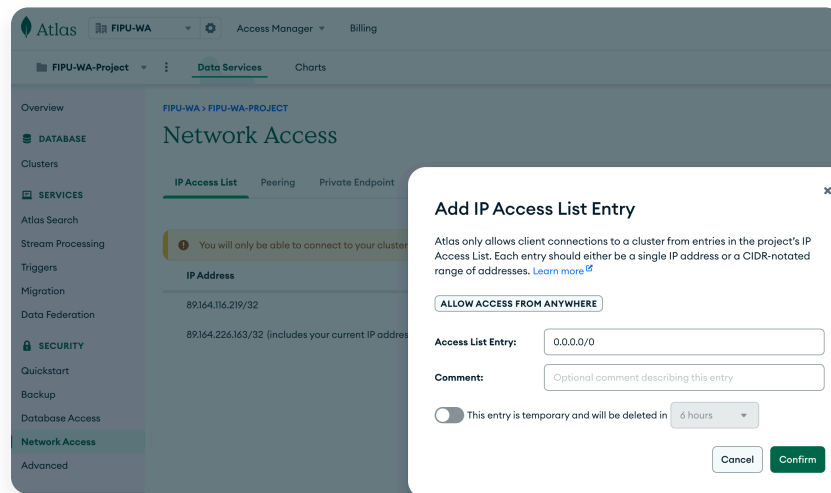 Atlas
FIPU-WA
Access Manager
Billing
FIPU-WA-Project
Data Services
Charts
Overview
DATABASE
Clusters
SERVICES
Atlas Search
Stream Processing
Triggers
Migration
Data Federation
SECURITY
Quickstart
Backup
Database Access
Network Access
Advanced
FIPU-WA > FIPU-WA-PROJECT
Network Access
IP Access List
Peering
Private Endpoint
You will only be able to connect to your cluster
IP Address
89.164.116.219/32
89.164.226.163/32 (includes your current IP addres
Add IP Access List Entry
Atlas only allows client connections to a cluster from entries in the project's IP
Access List. Each entry should either be a single IP address or a CIDR-notated
range of addresses. Learn more
ALLOW ACCESS FROM ANYWHERE
Access List Entry: 0.0.0.0/0
Comment: Optional comment describing this entry
This entry is temporary and will be deleted in 6 hours
Cancel Confirm